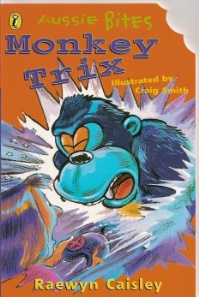 AUSSiE BiTES
Monkey
Trix
Illustrated by
Craig Smith
Raewyn Caisley